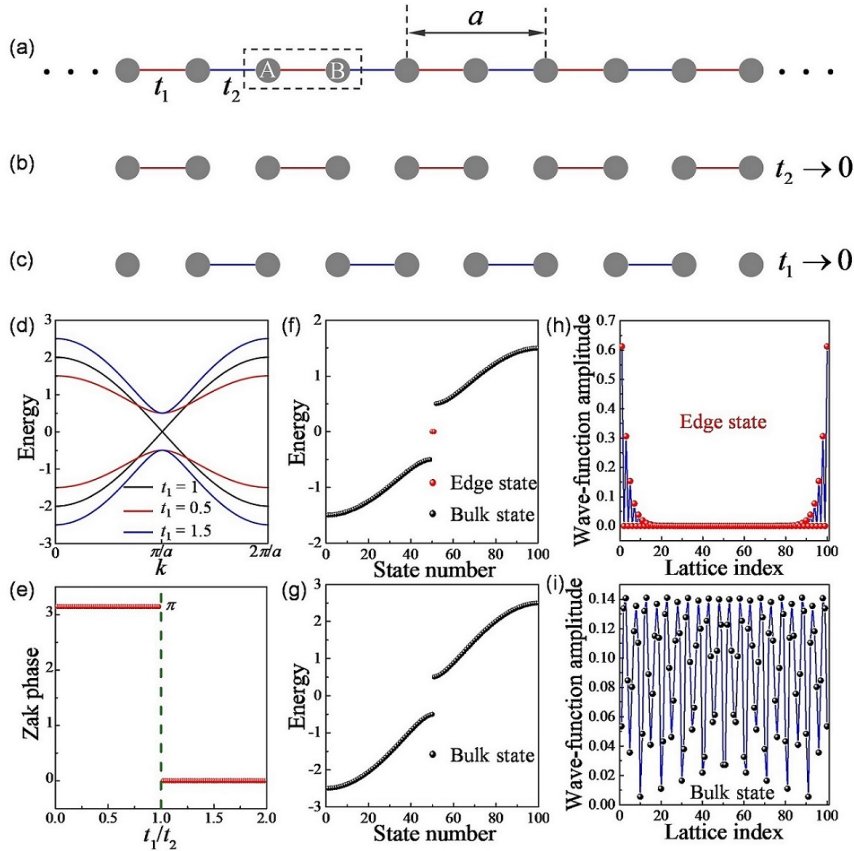 (a)
a
. . .
A
B
. . .
t₁
t₂
(b)
t₂ → 0
(c)
t₁ → 0
(d)
3
2
1
0
-1
-2
-3
Energy
t₁ = 1
t₁ = 0.5
t₁ = 1.5
0
π/a
2π/a
k
(f)
2
1
0
-1
-2
Energy
Edge state
Bulk state
0 20 40 60 80 100
State number
(h)
0.7
0.6
0.5
0.4
0.3
0.2
0.1
0.0
Wave-function amplitude
Edge state
0 20 40 60 80 100
Lattice index
(e)
3
0
Zak phase
π
0.0 0.5 1.0 1.5 2.0
t₁/t₂
(g)
3
2
1
0
-1
-2
-3
Energy
Bulk state
0 20 40 60 80 100
State number
(i)
0.14
0.12
0.10
0.08
0.06
0.04
0.02
0.00
Wave-function amplitude
Bulk state
0 20 40 60 80 100
Lattice index